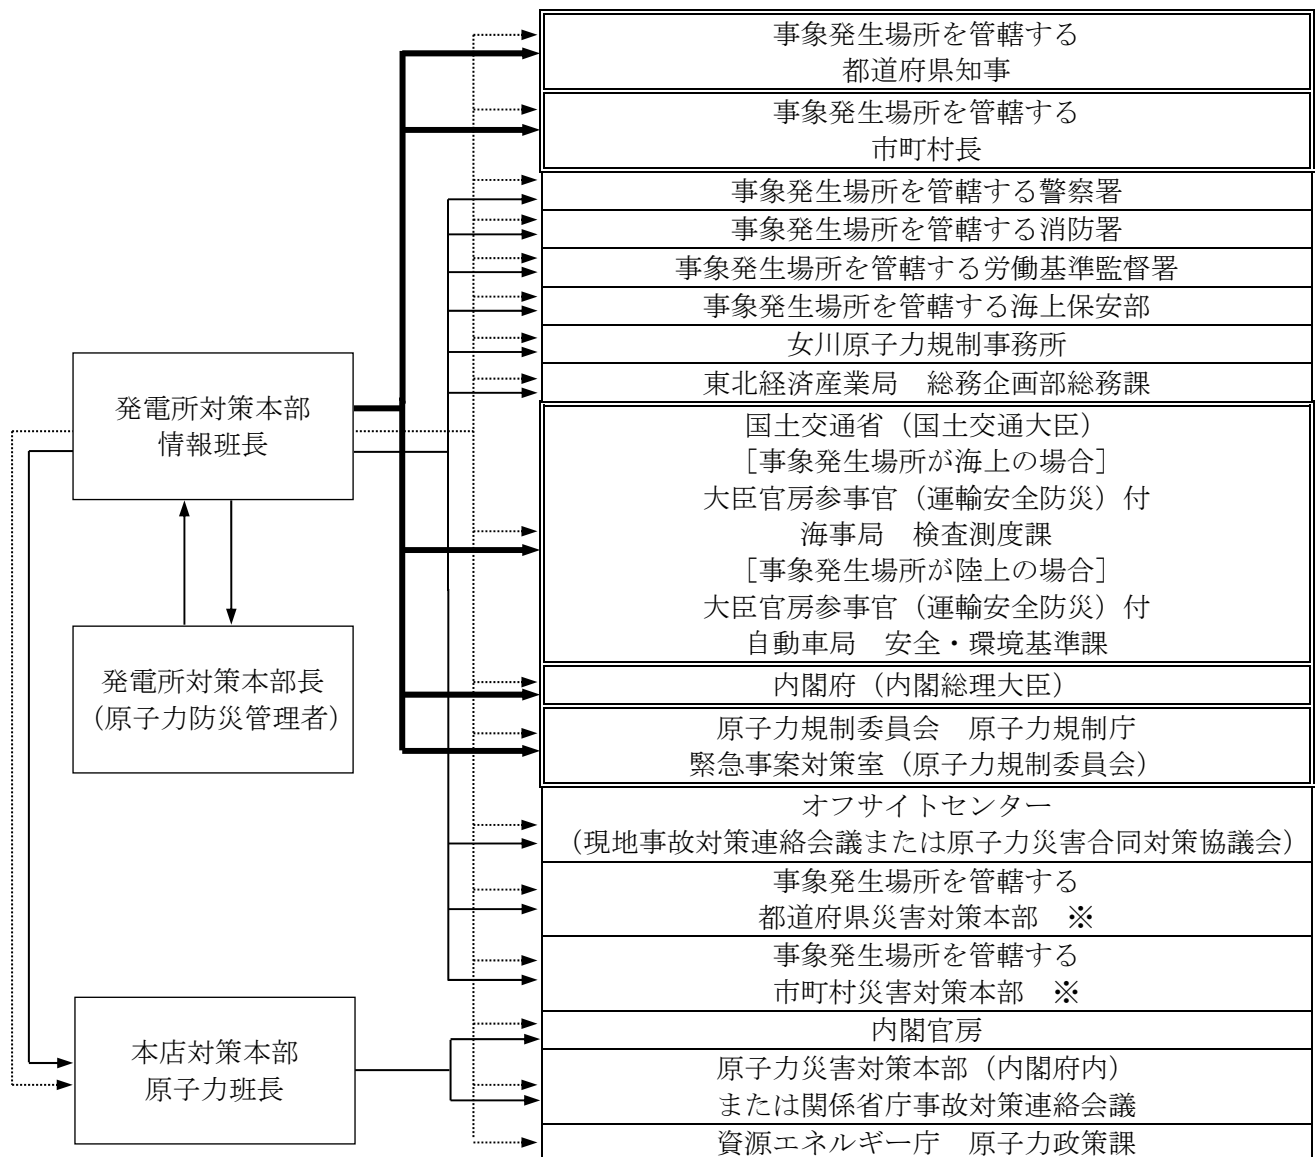 事象発生場所を管轄する
都道府県知事
事象発生場所を管轄する
市町村長
事象発生場所を管轄する警察署
事象発生場所を管轄する消防署
事象発生場所を管轄する労働基準監督署
事象発生場所を管轄する海上保安部
女川原子力規制事務所
東北経済産業局　総務企画部総務課
国土交通省（国土交通大臣）
［事象発生場所が海上の場合］
大臣官房参事官（運輸安全防災）付
海事局　検査測度課
［事象発生場所が陸上の場合］
大臣官房参事官（運輸安全防災）付
自動車局　安全・環境基準課
内閣府（内閣総理大臣）
原子力規制委員会　原子力規制庁
緊急事案対策室（原子力規制委員会）
オフサイトセンター
（現地事故対策連絡会議または原子力災害合同対策協議会）
事象発生場所を管轄する
都道府県災害対策本部　※
事象発生場所を管轄する
市町村災害対策本部　※
内閣官房
原子力災害対策本部（内閣府内）
または関係省庁事故対策連絡会議
資源エネルギー庁　原子力政策課
発電所対策本部
情報班長
発電所対策本部長
（原子力防災管理者）
本店対策本部
原子力班長